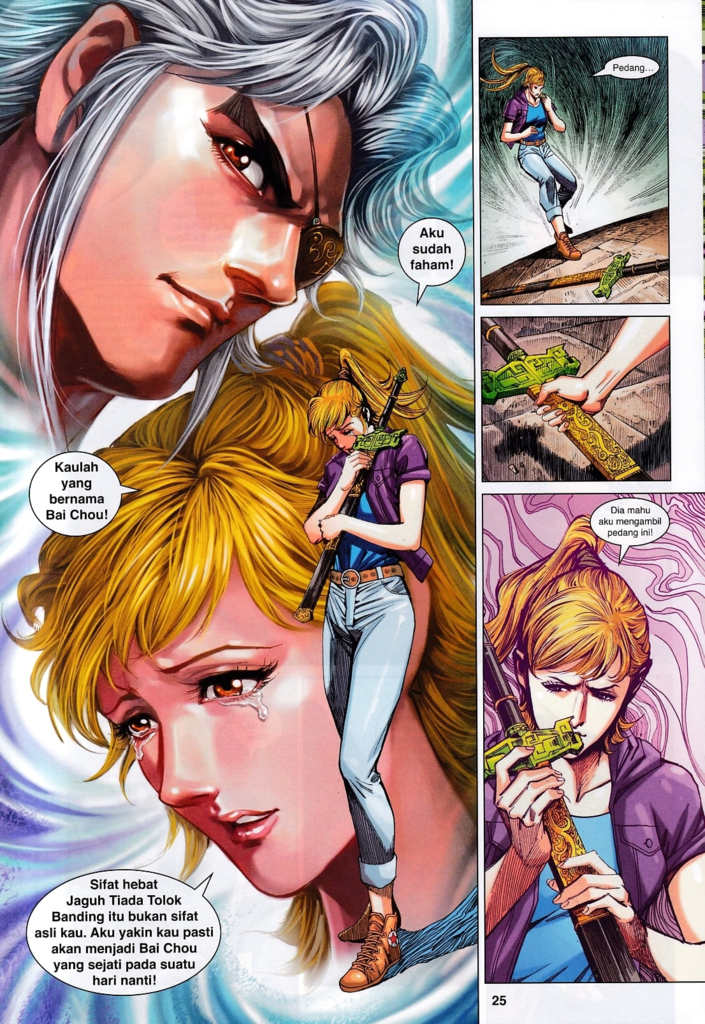 Pedang...
Dia mahu
aku mengambil
pedang ini!
Aku
sudah
faham!
Kaulah
yang
bernama
Bai Chou!
Sifat hebat
Jaguh Tiada Tolok
Banding itu bukan sifat
asli kau. Aku yakin kau pasti
akan menjadi Bai Chou
yang sejati pada suatu
hari nanti!
25